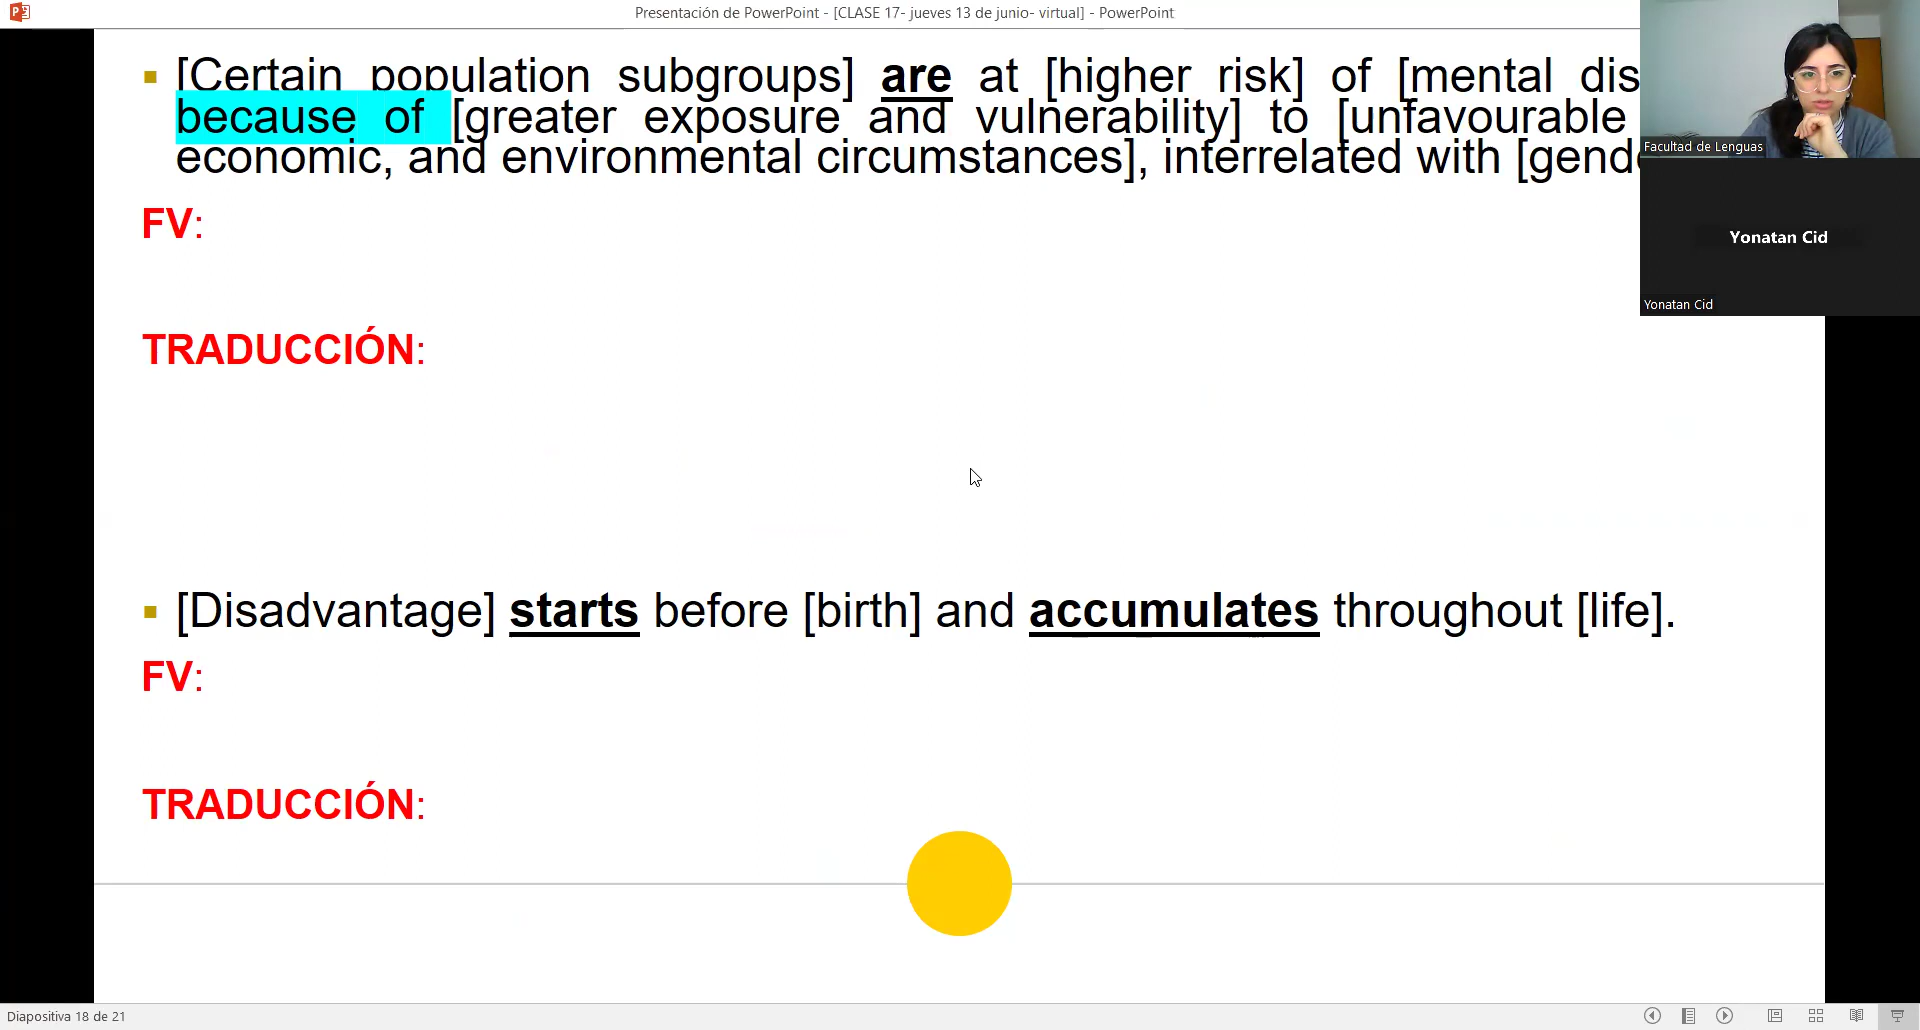 Presentación de PowerPoint - [CLASE 17- jueves 13 de junio- virtual] - PowerPoint
[Certain population subgroups] are at [higher risk] of [mental dis
because of [greater exposure and vulnerability] to [unfavourable
economic, and environmental circumstances], interrelated with [gend
FV:
TRADUCCIÓN:
[Disadvantage] starts before [birth] and accumulates throughout [life].
FV:
TRADUCCIÓN:
Facultad de Lenguas
Yonatan Cid
Yonatan Cid
Diapositiva 18 de 21